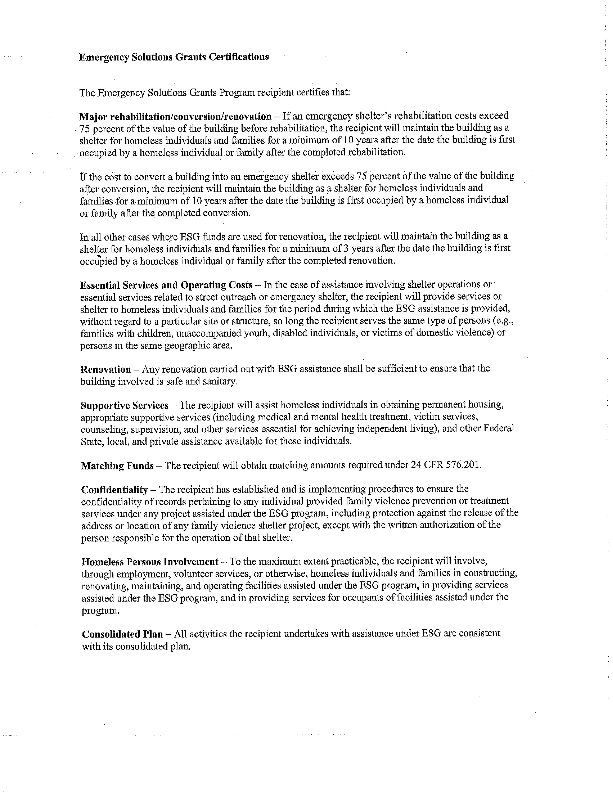 Emergency Solutions Grants Certifications
The Emergency Solutions Grants Program recipient certifies that:
Major rehabilitation/conversion/renovation – If an emergency shelter's rehabilitation costs exceed
75 percent of the value of the building before rehabilitation, the recipient will maintain the building as a
shelter for homeless individuals and families for a minimum of 10 years after the date the building is first
occupied by a homeless individual or family after the completed rehabilitation.
If the cost to convert a building into an emergency shelter exceeds 75 percent of the value of the building
after conversion, the recipient will maintain the building as a shelter for homeless individuals and
families for a minimum of 10 years after the date the building is first occupied by a homeless individual
or family after the completed conversion.
In all other cases where ESG funds are used for renovation, the recipient will maintain the building as a
shelter for homeless individuals and families for a minimum of 3 years after the date the building is first
occupied by a homeless individual or family after the completed renovation.
Essential Services and Operating Costs – In the case of assistance involving shelter operations or
essential services related to street outreach or emergency shelter, the recipient will provide services or
shelter to homeless individuals and families for the period during which the ESG assistance is provided,
without regard to a particular site or structure, so long the recipient serves the same type of persons (e.g.,
families with children, unaccompanied youth, disabled individuals, or victims of domestic violence) or
persons in the same geographic area.
Renovation – Any renovation carried out with ESG assistance shall be sufficient to ensure that the
building involved is safe and sanitary.
Supportive Services – The recipient will assist homeless individuals in obtaining permanent housing,
appropriate supportive services (including medical and mental health treatment, victim services,
counseling, supervision, and other services essential for achieving independent living), and other Federal
State, local, and private assistance available for these individuals.
Matching Funds – The recipient will obtain matching amounts required under 24 CFR 576.201.
Confidentiality – The recipient has established and is implementing procedures to ensure the
confidentiality of records pertaining to any individual provided family violence prevention or treatment
services under any project assisted under the ESG program, including protection against the release of the
address or location of any family violence shelter project, except with the written authorization of the
person responsible for the operation of that shelter.
Homeless Persons Involvement – To the maximum extent practicable, the recipient will involve,
through employment, volunteer services, or otherwise, homeless individuals and families in constructing,
renovating, maintaining, and operating facilities assisted under the ESG program, in providing services
assisted under the ESG program, and in providing services for occupants of facilities assisted under the
program.
Consolidated Plan – All activities the recipient undertakes with assistance under ESG are consistent
with its consolidated plan.